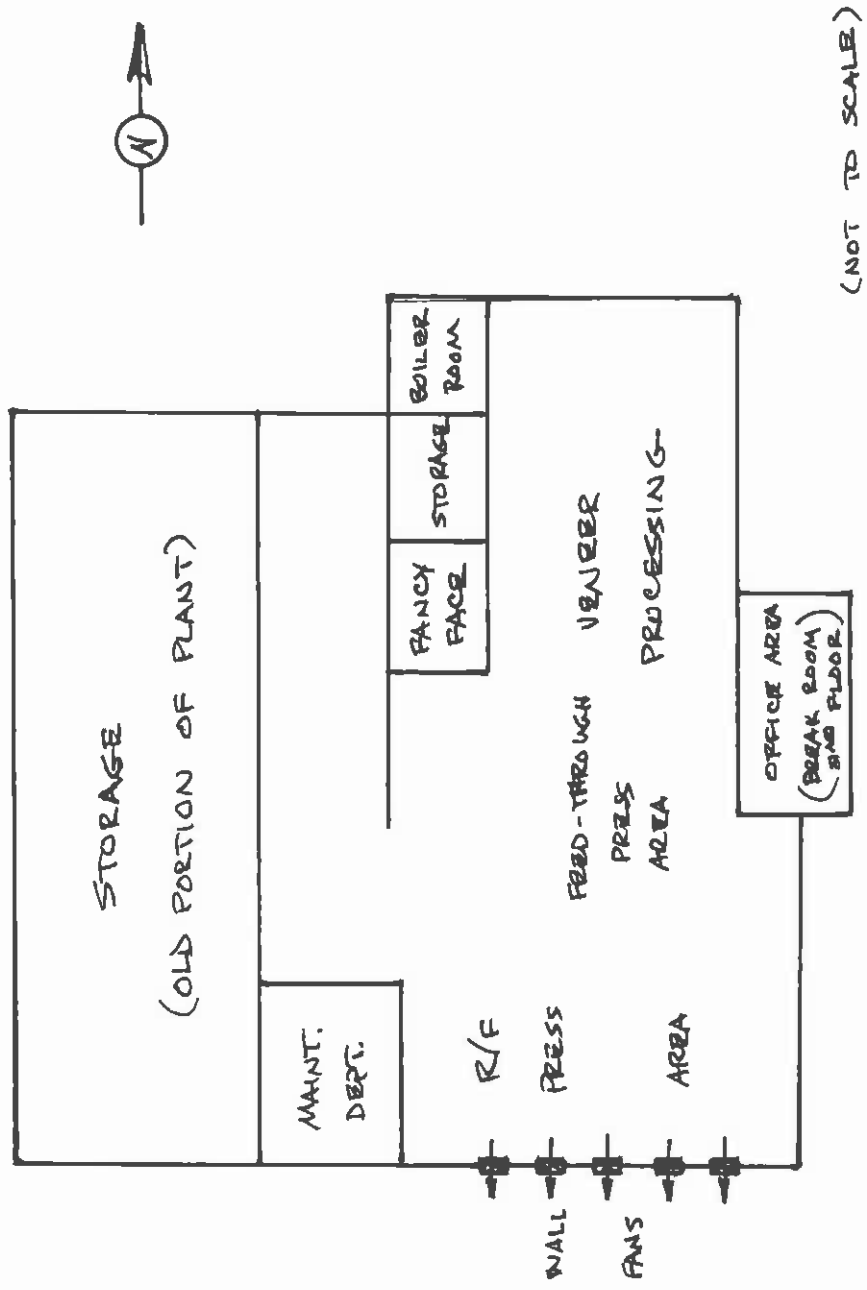 N
STORAGE
(OLD PORTION OF PLANT)
MAINT.
DEPT.
FANCY
FACE
STORAGE
BOILER
ROOM
R/F
PRESS
AREA
FEED-THROUGH
PRESS
AREA
VENEER
PROCESSING
WALL
FANS
OFFICE AREA
(BREAK ROOM)
2ND FLOOR
(NOT TO SCALE)